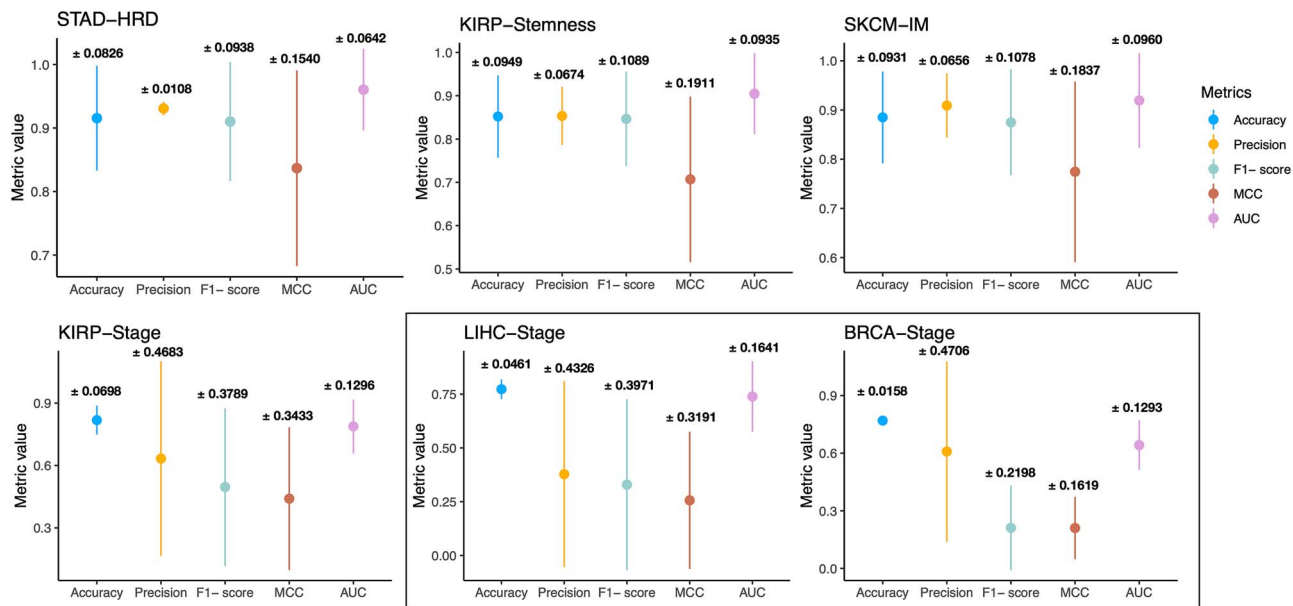 STAD−HRD
Metric value
1.0
0.9
0.8
0.7
± 0.0826
± 0.0108
± 0.0938
± 0.1540
± 0.0642
Accuracy Precision F1− score MCC AUC
KIRP−Stemness
Metric value
1.0
0.9
0.8
0.7
0.6
0.5
± 0.0949
± 0.0674
± 0.1089
± 0.1911
± 0.0935
Accuracy Precision F1− score MCC AUC
SKCM−IM
Metric value
1.0
0.9
0.8
0.7
0.6
± 0.0931
± 0.0656
± 0.1078
± 0.1837
± 0.0960
Accuracy Precision F1− score MCC AUC
Metrics
Accuracy
Precision
F1− score
MCC
AUC
KIRP−Stage
Metric value
0.9
0.6
0.3
± 0.0698
± 0.4683
± 0.3789
± 0.3433
± 0.1296
Accuracy Precision F1− score MCC AUC
LIHC−Stage
Metric value
0.75
0.50
0.25
0.00
± 0.0461
± 0.4326
± 0.3971
± 0.3191
± 0.1641
Accuracy Precision F1− score MCC AUC
BRCA−Stage
Metric value
0.9
0.6
0.3
0.0
± 0.0158
± 0.4706
± 0.2198
± 0.1619
± 0.1293
Accuracy Precision F1− score MCC AUC